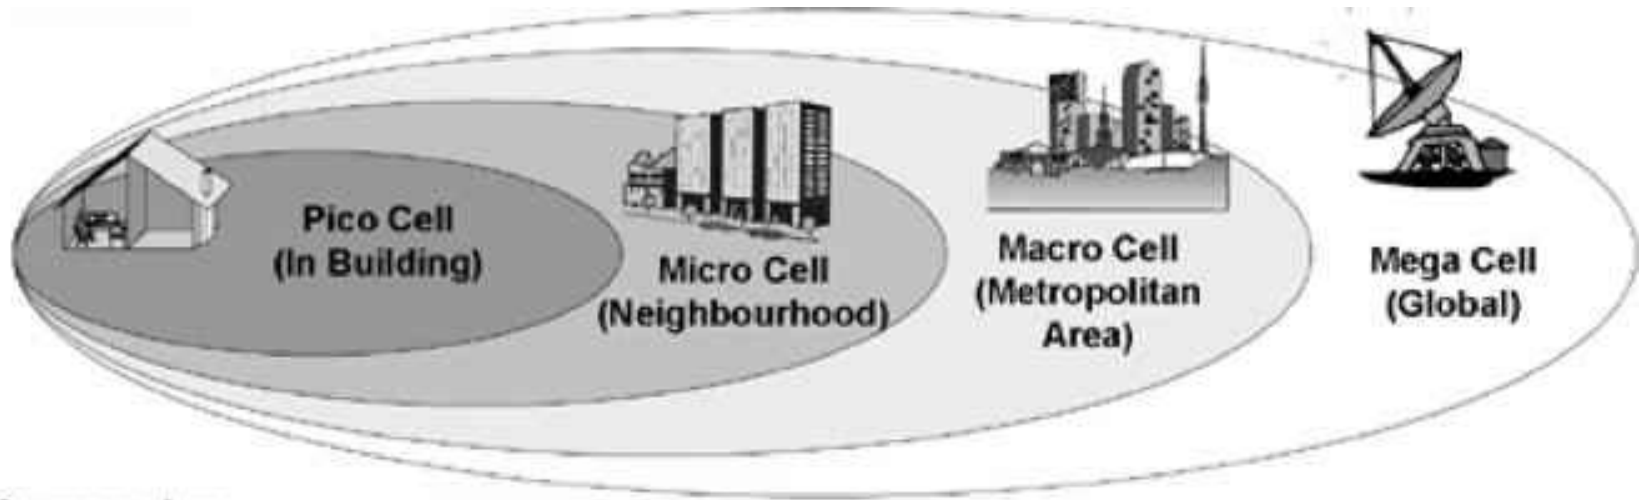 Pico Cell
(In Building)
Micro Cell
(Neighbourhood)
Macro Cell
(Metropolitan
Area)
Mega Cell
(Global)